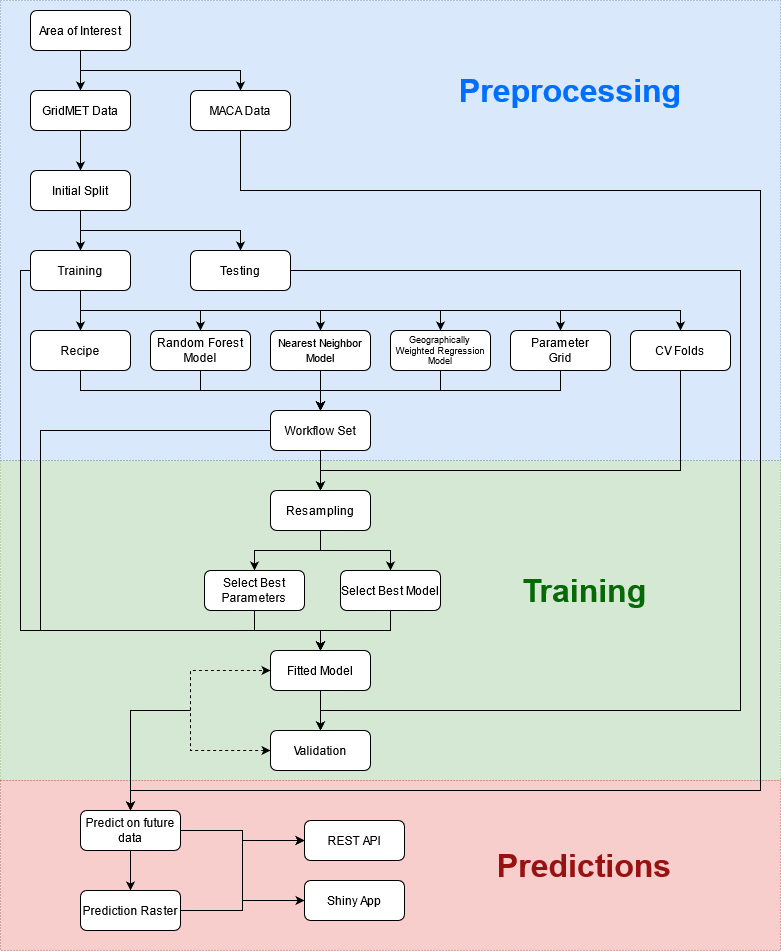 Area of Interest
Preprocessing
GridMET Data
MACA Data
Initial Split
Training
Testing
Recipe
Random Forest
Model
Nearest Neighbor
Model
Geographically
Weighted Regression
Model
Parameter
Grid
CV Folds
Workflow Set
Resampling
Training
Select Best
Parameters
Select Best Model
Fitted Model
Validation
Predict on future
data
REST API
Predictions
Prediction Raster
Shiny App